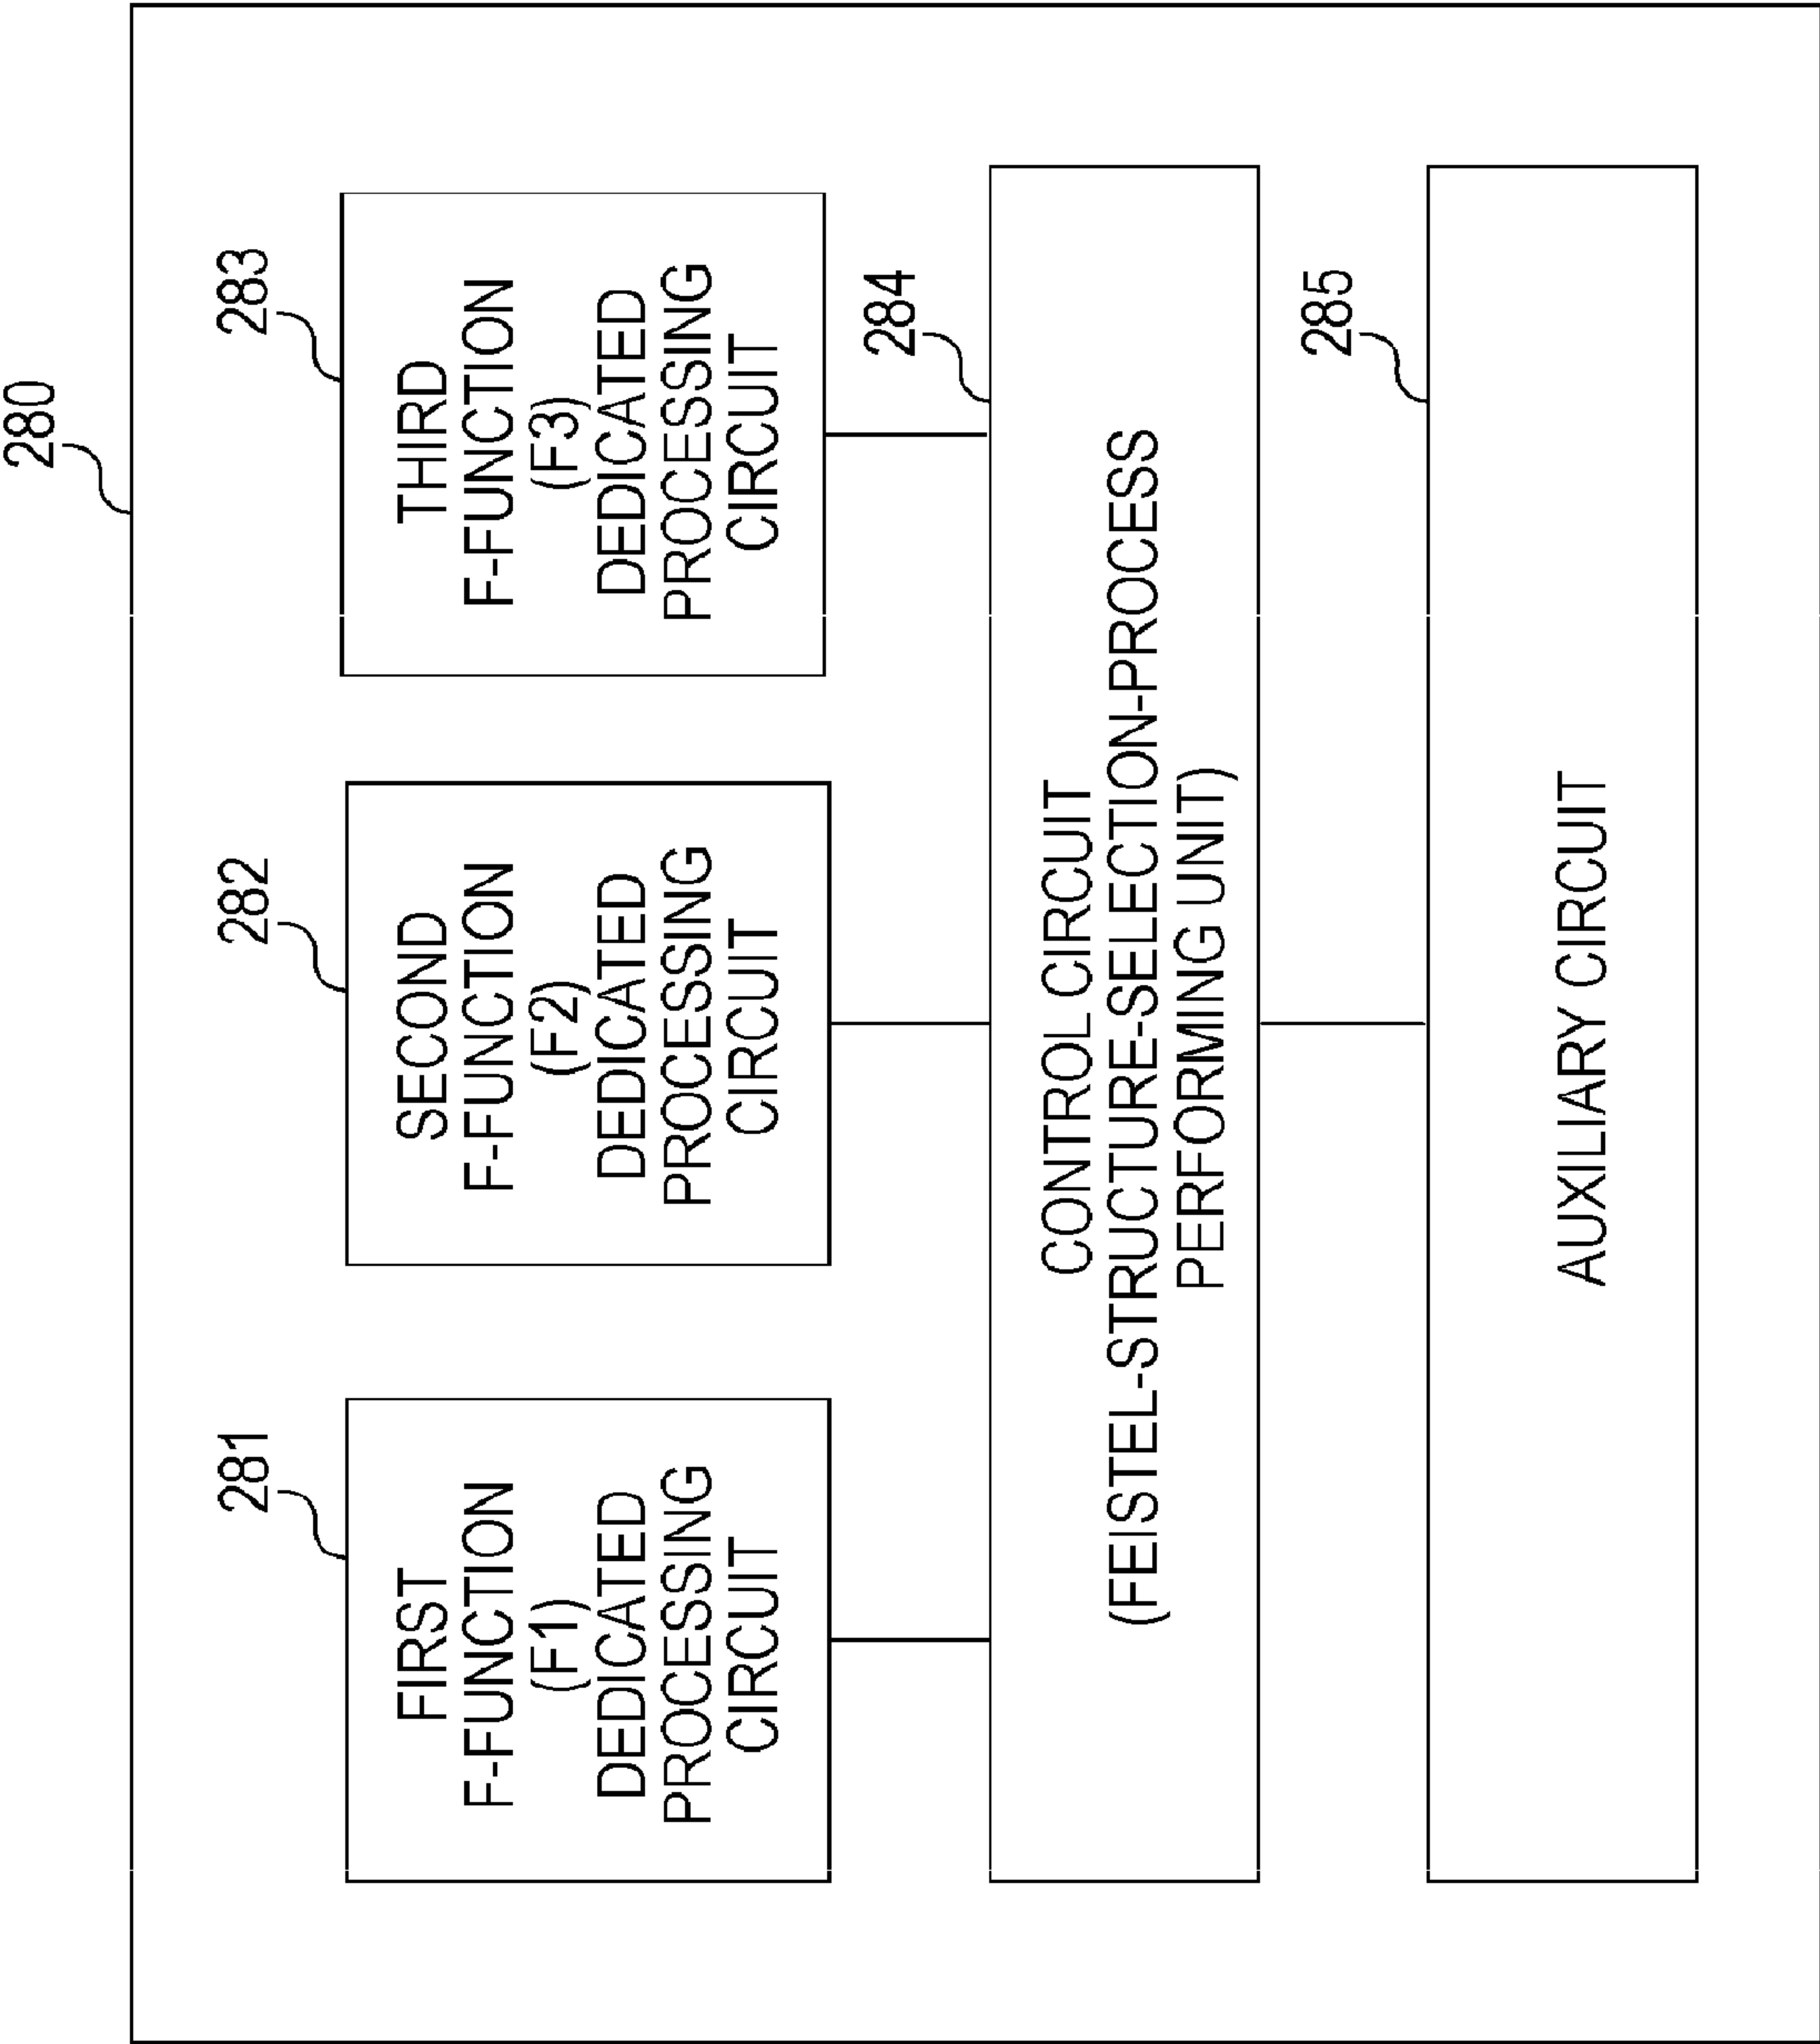 280
281
FIRST
F-FUNCTION
(F1)
DEDICATED
PROCESSING
CIRCUIT
282
SECOND
F-FUNCTION
(F2)
DEDICATED
PROCESSING
CIRCUIT
283
THIRD
F-FUNCTION
(F3)
DEDICATED
PROCESSING
CIRCUIT
284
CONTROL CIRCUIT
(FEISTEL-STRUCTURE-SELECTION-PROCESS
PERFORMING UNIT)
285
AUXILIARY CIRCUIT